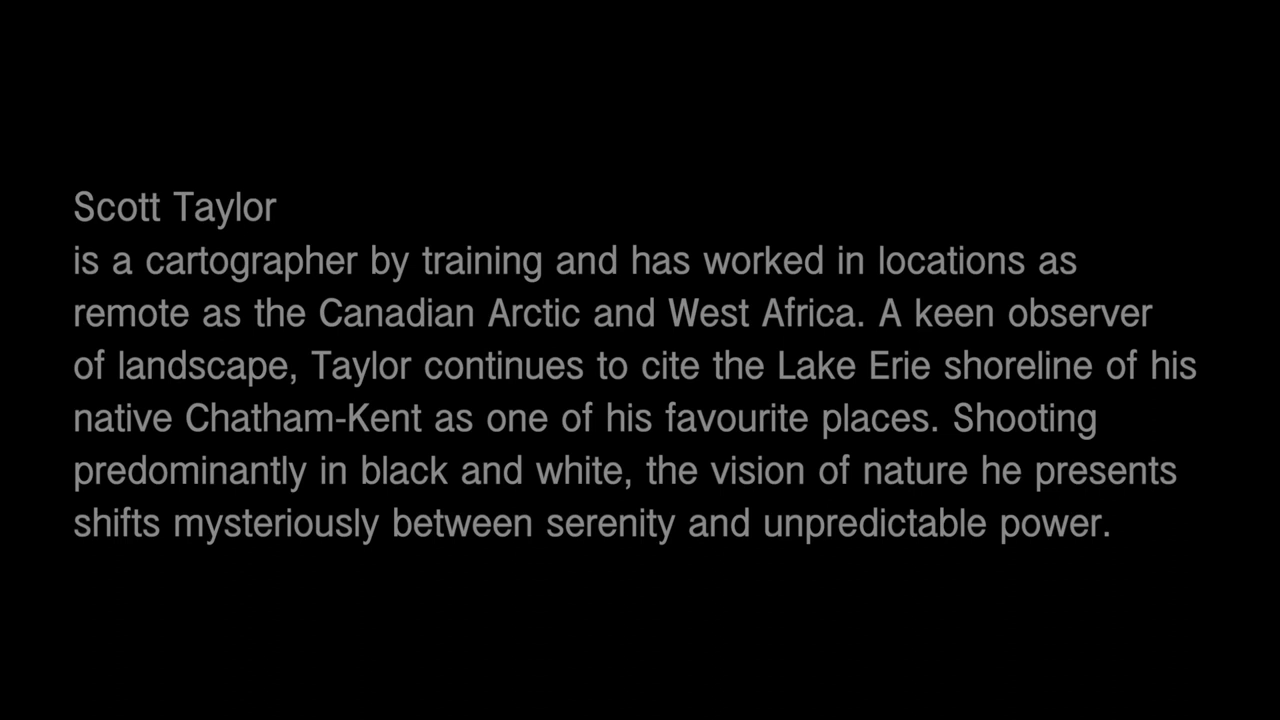 Scott Taylor
is a cartographer by training and has worked in locations as
remote as the Canadian Arctic and West Africa. A keen observer
of landscape, Taylor continues to cite the Lake Erie shoreline of his
native Chatham-Kent as one of his favourite places. Shooting
predominantly in black and white, the vision of nature he presents
shifts mysteriously between serenity and unpredictable power.